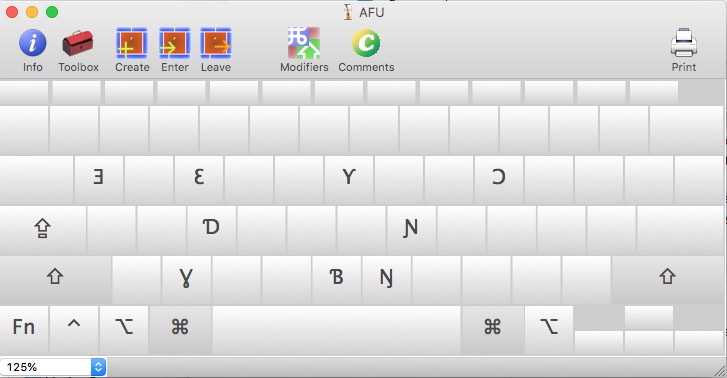 AFU
Info Toolbox Create Enter Leave Modifiers Comments Print
Ǝ Ɛ Ƴ Ɔ
⇪ Ɗ Ɲ
⇧ Ɣ Ɓ Ŋ ⇧
Fn ^ ⌥ ⌘ ⌘ ⌥
125%